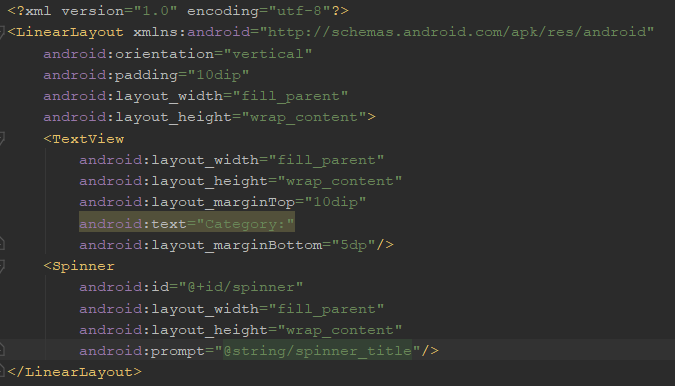 <?xml version="1.0" encoding="utf-8"?>
<LinearLayout xmlns:android="http://schemas.android.com/apk/res/android"
    android:orientation="vertical"
    android:padding="10dip"
    android:layout_width="fill_parent"
    android:layout_height="wrap_content">
    <TextView
        android:layout_width="fill_parent"
        android:layout_height="wrap_content"
        android:layout_marginTop="10dip"
        android:text="Category:"
        android:layout_marginBottom="5dp"/>
    <Spinner
        android:id="@+id/spinner"
        android:layout_width="fill_parent"
        android:layout_height="wrap_content"
        android:prompt="@string/spinner_title"/>
</LinearLayout>